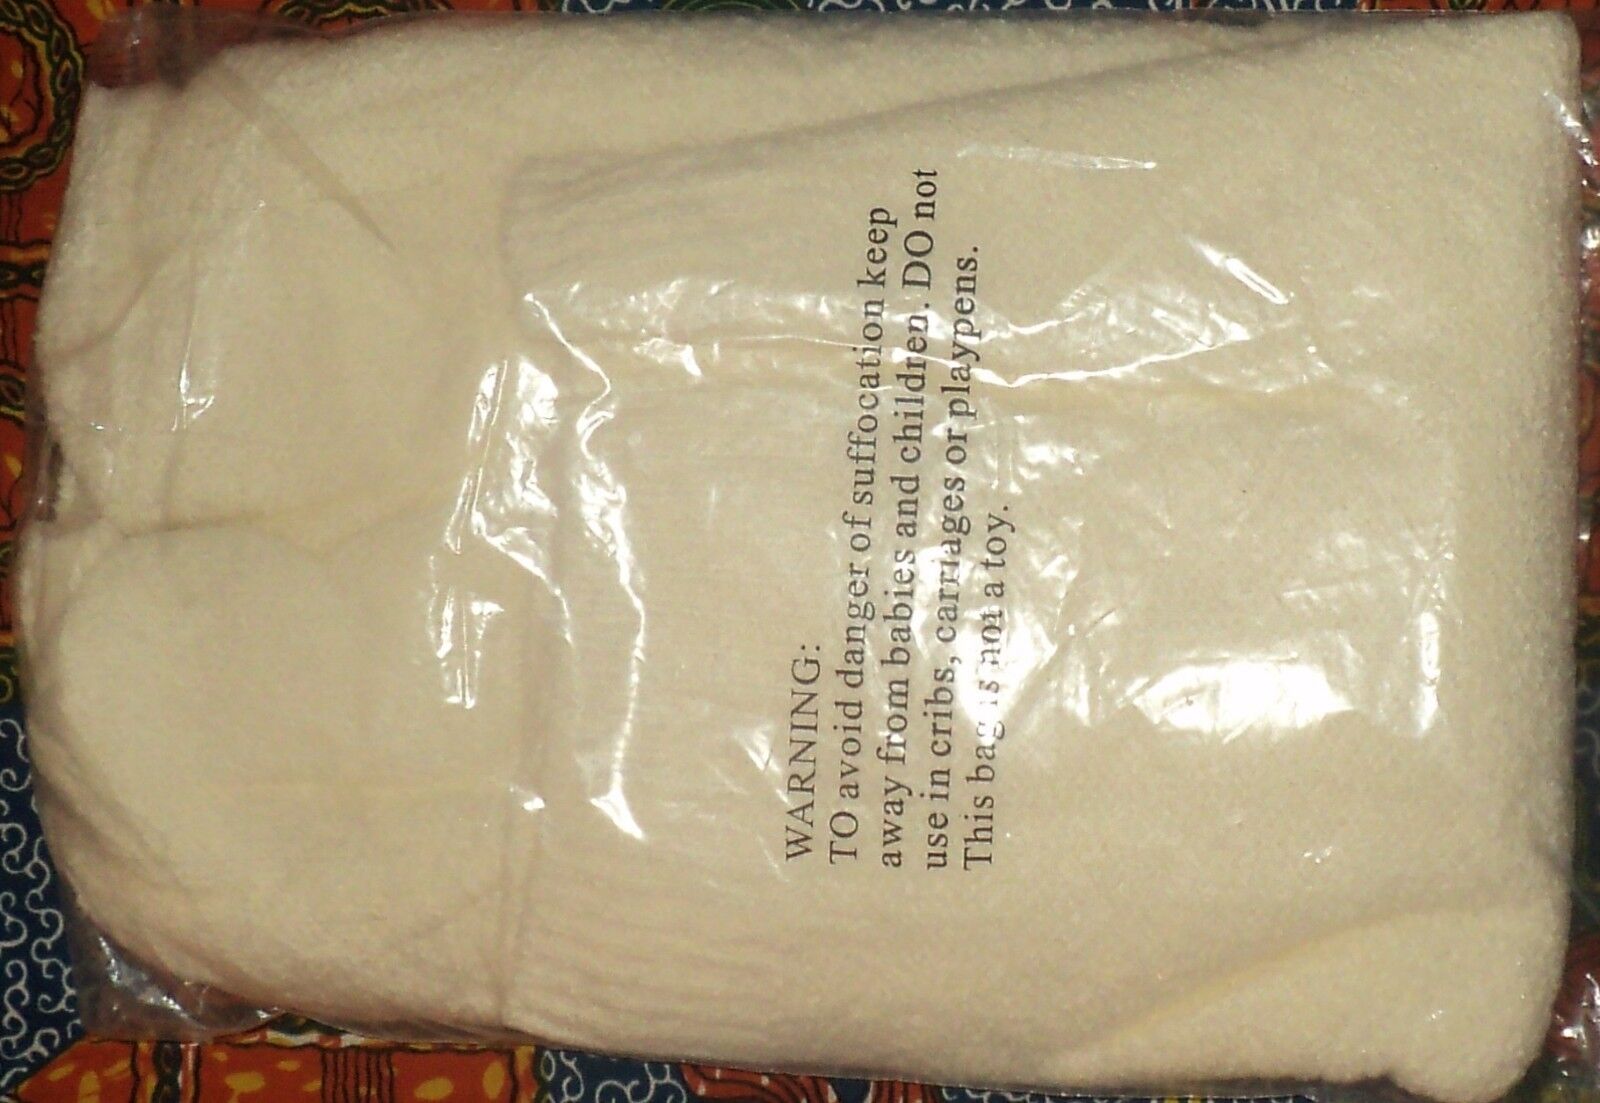 WARNING:
TO avoid danger of suffocation keep
away from babies and children. DO not
use in cribs, carriages or playpens.
This bag is not a toy.